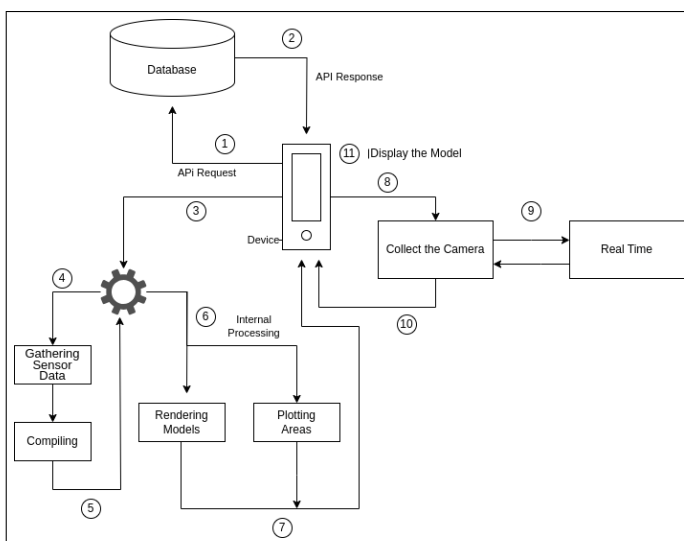 2
Database
API Response
1
APi Request
11 |Display the Model
3
8
9
Device
Collect the Camera
Real Time
4
6
Internal
Processing
10
Gathering
Sensor
Data
Rendering
Models
Plotting
Areas
Compiling
5
7